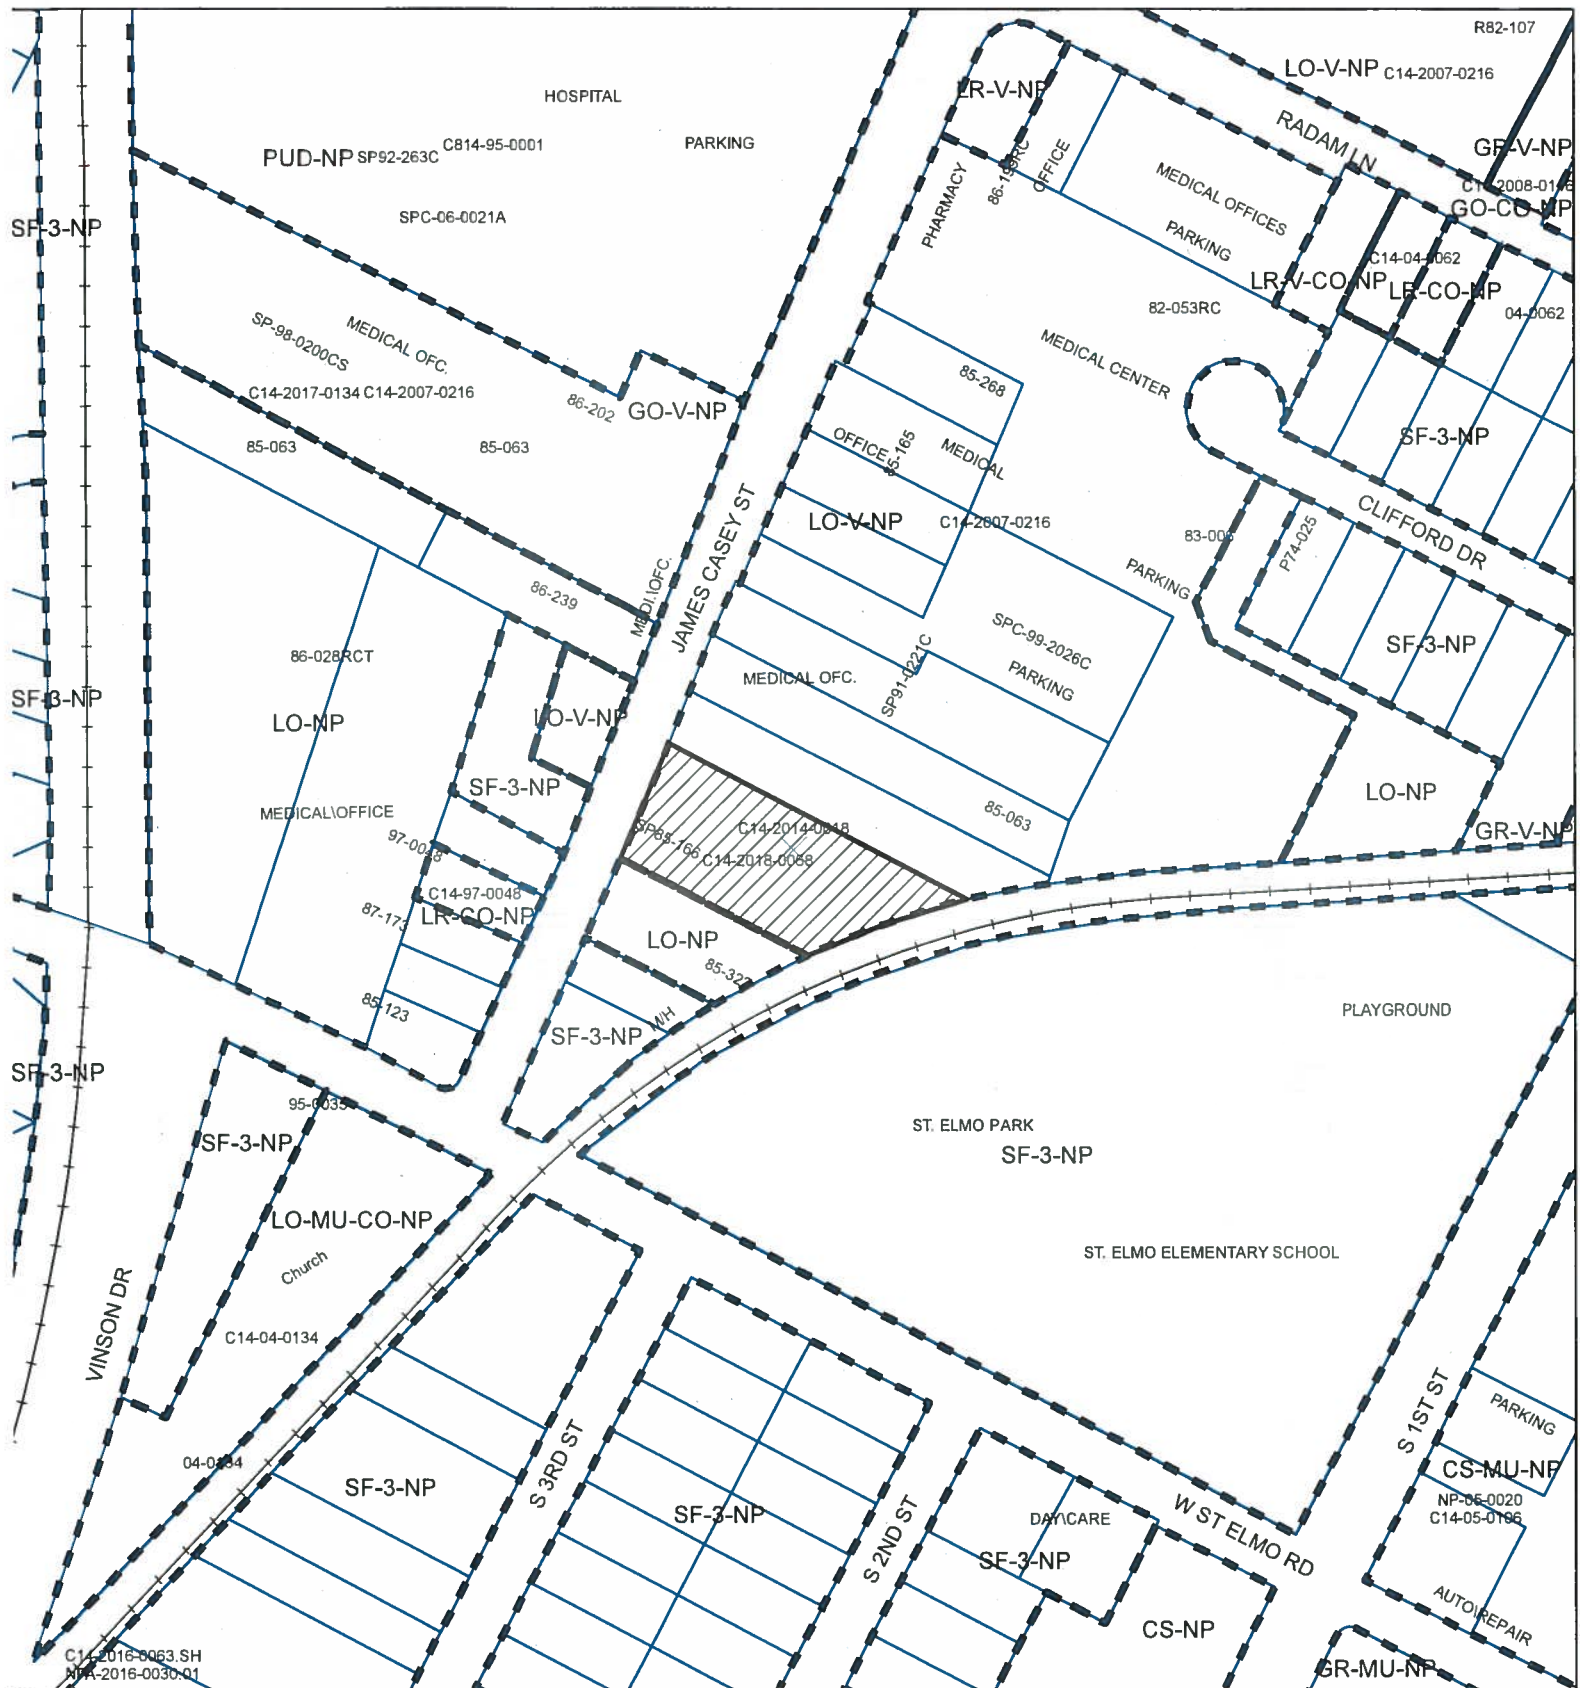 R82-107
LO-V-NP C14-2007-0216
HOSPITAL
LR-V-NP
RADAM LN
PUD-NP SP92-263C C814-95-0001
PARKING
GR-V-NP
OFFICE
MEDICAL OFFICES
GO-CO-NP
SPC-06-0021A
PHARMACY
SF-3-NP
PARKING
C14-04-0062
LR-V-CO-NP
LR-CO-NP
82-053RC
04-0062
SP-98-0200CS
MEDICAL OFC.
MEDICAL CENTER
C14-2017-0134 C14-2007-0216
86-202
GO-V-NP
85-268
85-063
85-063
OFFICE
85-165
MEDICAL
SF-3-NP
LO-V-NP
C14-2007-0216
CLIFFORD DR
P74-025
JAMES CASEY ST
86-239
MEDI.\OFC.
PARKING
86-028RCT
SPC-99-2026C
SF-3-NP
SF-3-NP
MEDICAL OFC.
SP91-0221C
PARKING
LO-NP
LO-V-NP
SF-3-NP
LO-NP
MEDICAL\OFFICE
SP85-166
C14-2014-0018
C14-2018-0068
85-063
GR-V-NP
97-0048
C14-97-0048
LR-CO-NP
87-173
LO-NP
85-322
85-123
SF-3-NP
M/H
PLAYGROUND
SF-3-NP
95-0035
SF-3-NP
ST. ELMO PARK
SF-3-NP
LO-MU-CO-NP
Church
ST. ELMO ELEMENTARY SCHOOL
VINSON DR
C14-04-0134
S 1ST ST
PARKING
04-0134
SF-3-NP
S 3RD ST
SF-3-NP
S 2ND ST
DAY\CARE
SF-3-NP
W ST ELMO RD
CS-MU-NP
NP-05-0020
C14-05-0106
AUTO\REPAIR
CS-NP
GR-MU-NP
C14-2016-0063.SH
NPA-2016-0030.01